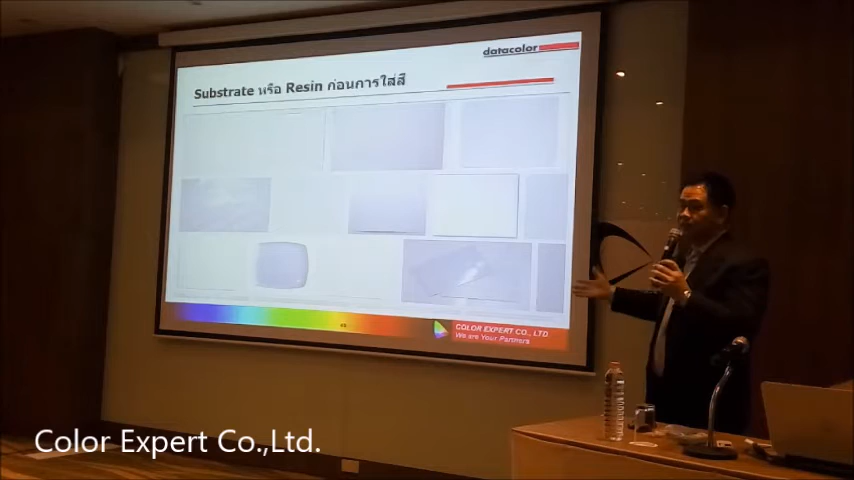 datacolor
Substrate หรือ Resin ก่อนการใส่สี
COLOR EXPERT CO., LTD
We are your Partners
Color Expert Co.,Ltd.